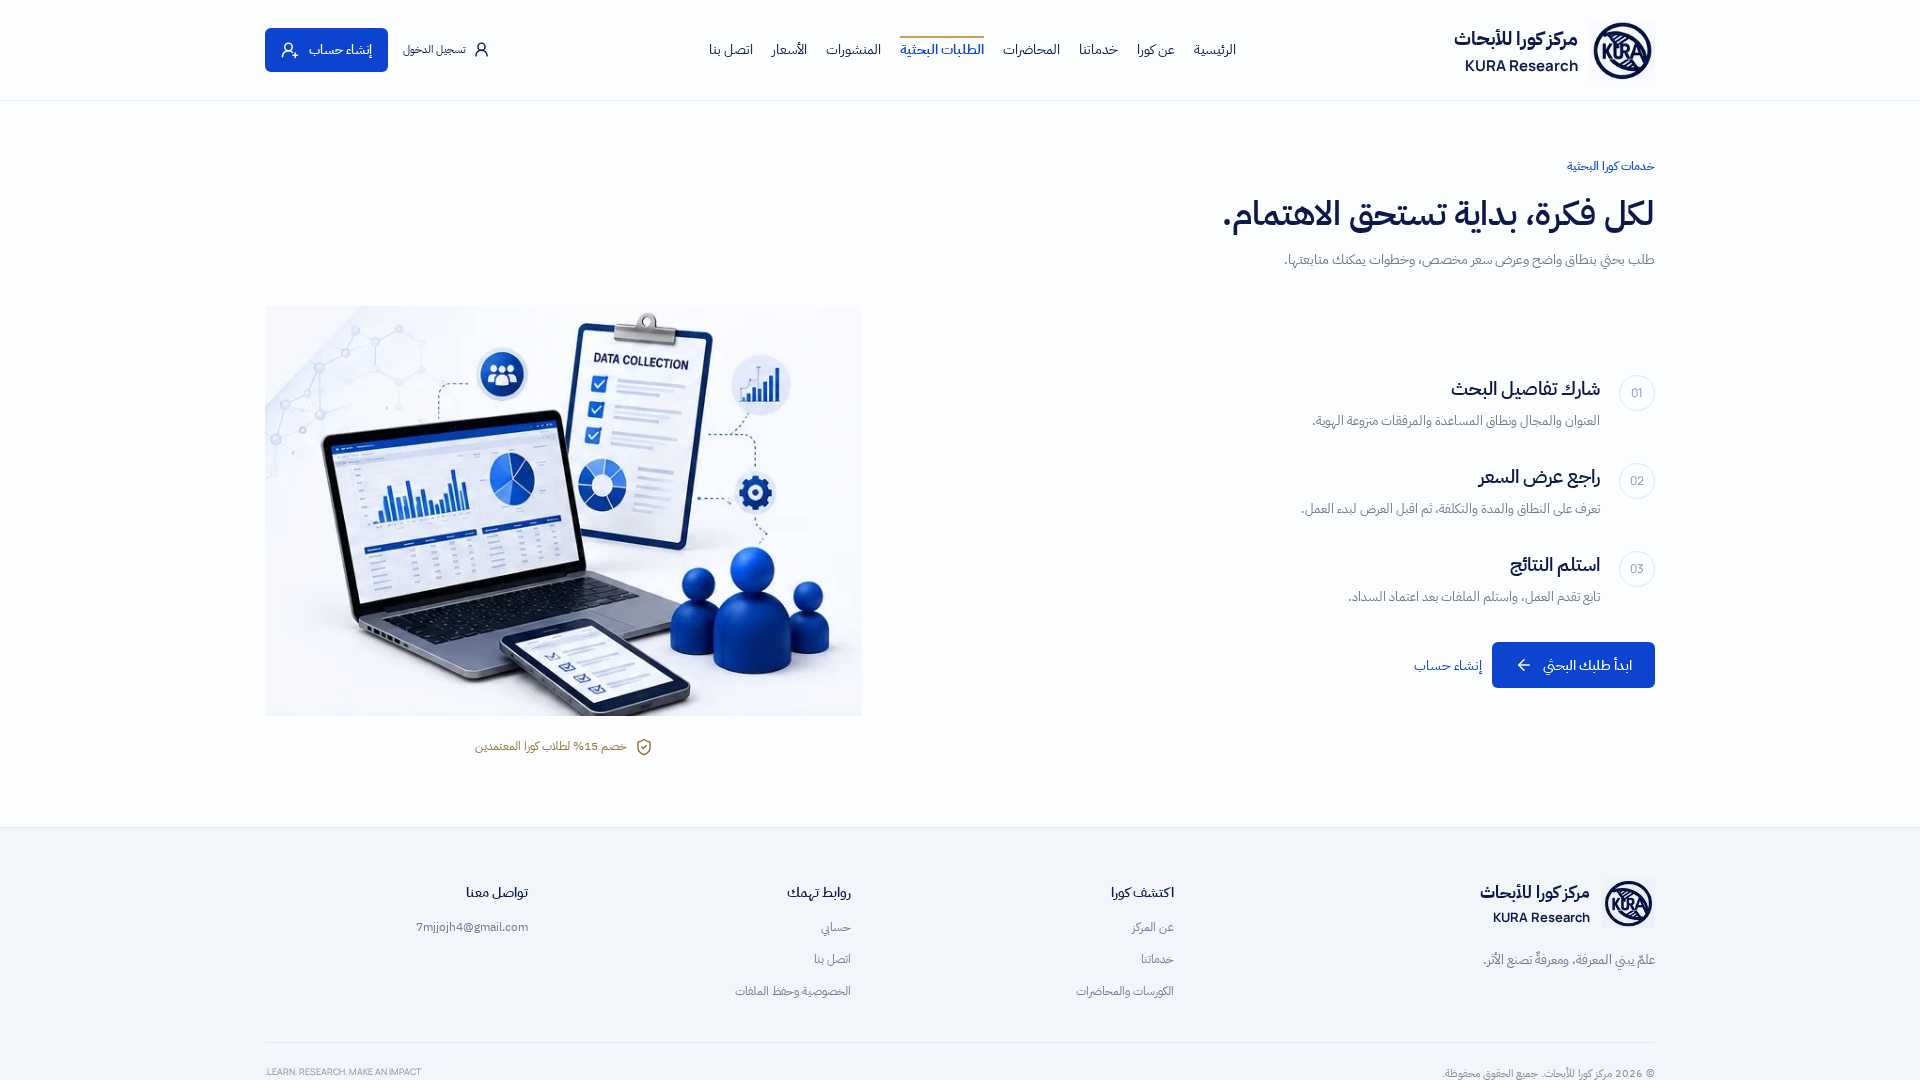 مركز كورا للأبحاث
KURA Research
KURA
الرئيسية
عن كورا
خدماتنا
المحاضرات
الطلبات البحثية
المنشورات
الأسعار
اتصل بنا
تسجيل الدخول
إنشاء حساب
خدمات كورا البحثية
لكل فكرة، بداية تستحق الاهتمام.
طلب بحثي بنطاق واضح وعرض سعر مخصص، وخطوات يمكنك متابعتها.
01
شارك تفاصيل البحث
العنوان والمجال ونطاق المساعدة والمرفقات منزوعة الهوية.
02
راجع عرض السعر
تعرف على النطاق والمدة والتكلفة، ثم اقبل العرض لبدء العمل.
03
استلم النتائج
تابع تقدم العمل، واستلم الملفات بعد اعتماد السداد.
ابدأ طلبك البحثي
إنشاء حساب
DATA COLLECTION
خصم 15% لطلاب كورا المعتمدين
مركز كورا للأبحاث
KURA Research
KURA
علمٌ يبني المعرفة، ومعرفةٌ تصنع الأثر.
اكتشف كورا
عن المركز
خدماتنا
الكورسات والمحاضرات
روابط تهمك
حسابي
اتصل بنا
الخصوصية وحفظ الملفات
تواصل معنا
7mjjojh4@gmail.com
© 2026 مركز كورا للأبحاث. جميع الحقوق محفوظة.
LEARN. RESEARCH. MAKE AN IMPACT.